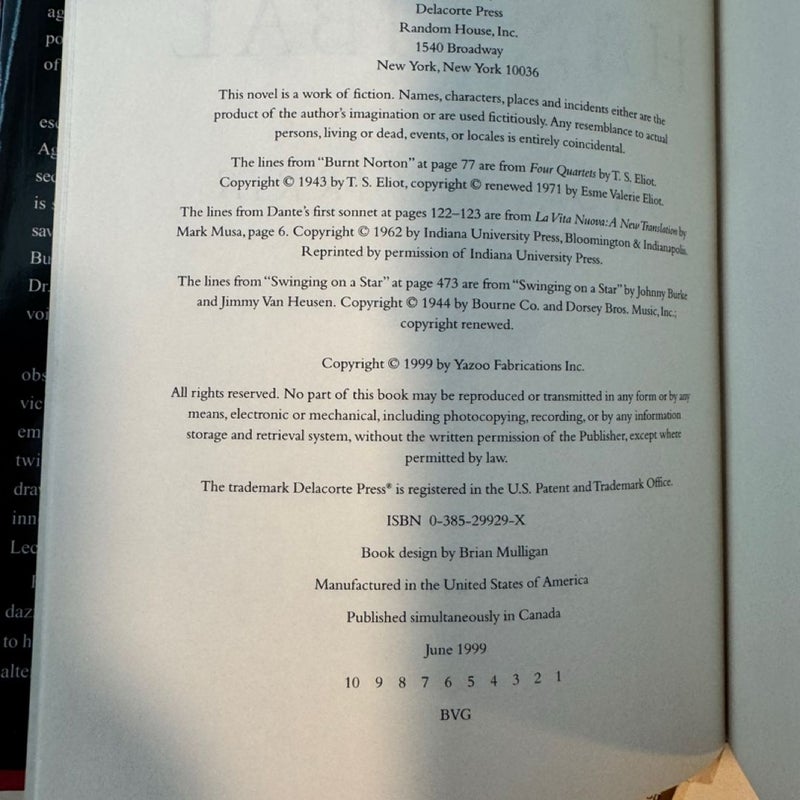 Delacorte Press
Random House, Inc.
1540 Broadway
New York, New York 10036
This novel is a work of fiction. Names, characters, places and incidents either are the
product of the author's imagination or are used fictitiously. Any resemblance to actual
persons, living or dead, events, or locales is entirely coincidental.
The lines from "Burnt Norton" at page 77 are from Four Quartets by T. S. Eliot.
Copyright © 1943 by T. S. Eliot, copyright © renewed 1971 by Esme Valerie Eliot.
The lines from Dante's first sonnet at pages 122–123 are from La Vita Nuova: A New Translation by
Mark Musa, page 6. Copyright © 1962 by Indiana University Press, Bloomington & Indianapolis.
Reprinted by permission of Indiana University Press.
The lines from "Swinging on a Star" at page 473 are from "Swinging on a Star" by Johnny Burke
and Jimmy Van Heusen. Copyright © 1944 by Bourne Co. and Dorsey Bros. Music, Inc.;
copyright renewed.
Copyright © 1999 by Yazoo Fabrications Inc.
All rights reserved. No part of this book may be reproduced or transmitted in any form or by any
means, electronic or mechanical, including photocopying, recording, or by any information
storage and retrieval system, without the written permission of the Publisher, except where
permitted by law.
The trademark Delacorte Press® is registered in the U.S. Patent and Trademark Office.
ISBN 0-385-29929-X
Book design by Brian Mulligan
Manufactured in the United States of America
Published simultaneously in Canada
June 1999
10 9 8 7 6 5 4 3 2 1
BVG